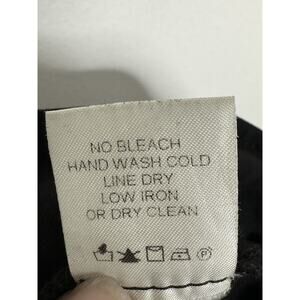 NO BLEACH
HAND WASH COLD
LINE DRY
LOW IRON
OR DRY CLEAN
P